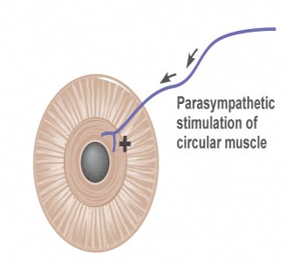 Parasympathetic
stimulation of
circular muscle
+